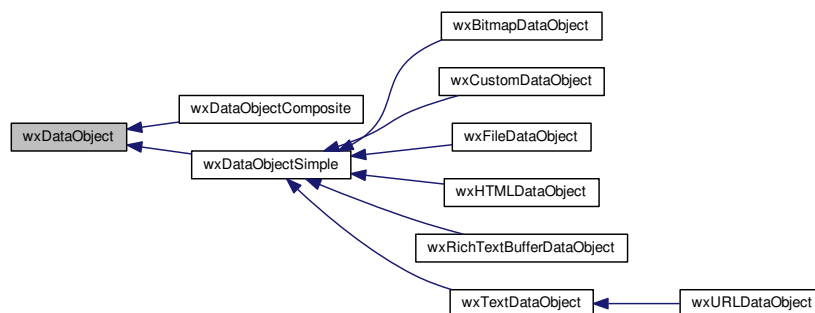 wxBitmapDataObject
wxCustomDataObject
wxDataObjectComposite
wxDataObject
wxFileDataObject
wxDataObjectSimple
wxHTMLDataObject
wxRichTextBufferDataObject
wxTextDataObject
wxURLDataObject